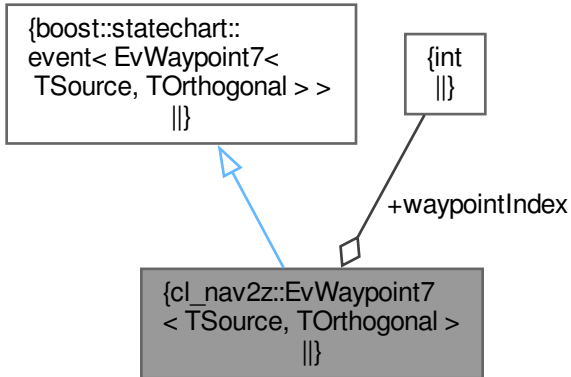 {boost::statechart::
event< EvWaypoint7<
TSource, TOrthogonal > >
||}
{int
||}
+waypointIndex
{cl_nav2z::EvWaypoint7
< TSource, TOrthogonal >
||}